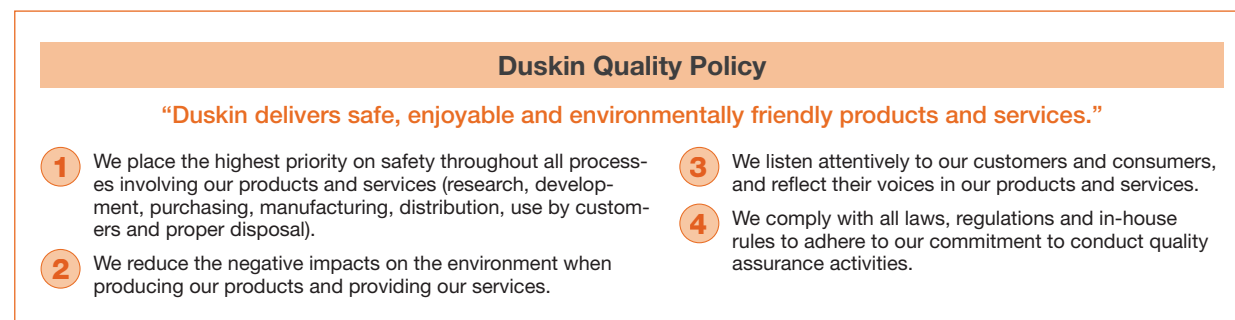 Duskin Quality Policy
“Duskin delivers safe, enjoyable and environmentally friendly products and services.”
1 We place the highest priority on safety throughout all process-
es involving our products and services (research, develop-
ment, purchasing, manufacturing, distribution, use by custom-
ers and proper disposal).
2 We reduce the negative impacts on the environment when
producing our products and providing our services.
3 We listen attentively to our customers and consumers,
and reflect their voices in our products and services.
4 We comply with all laws, regulations and in-house
rules to adhere to our commitment to conduct quality
assurance activities.